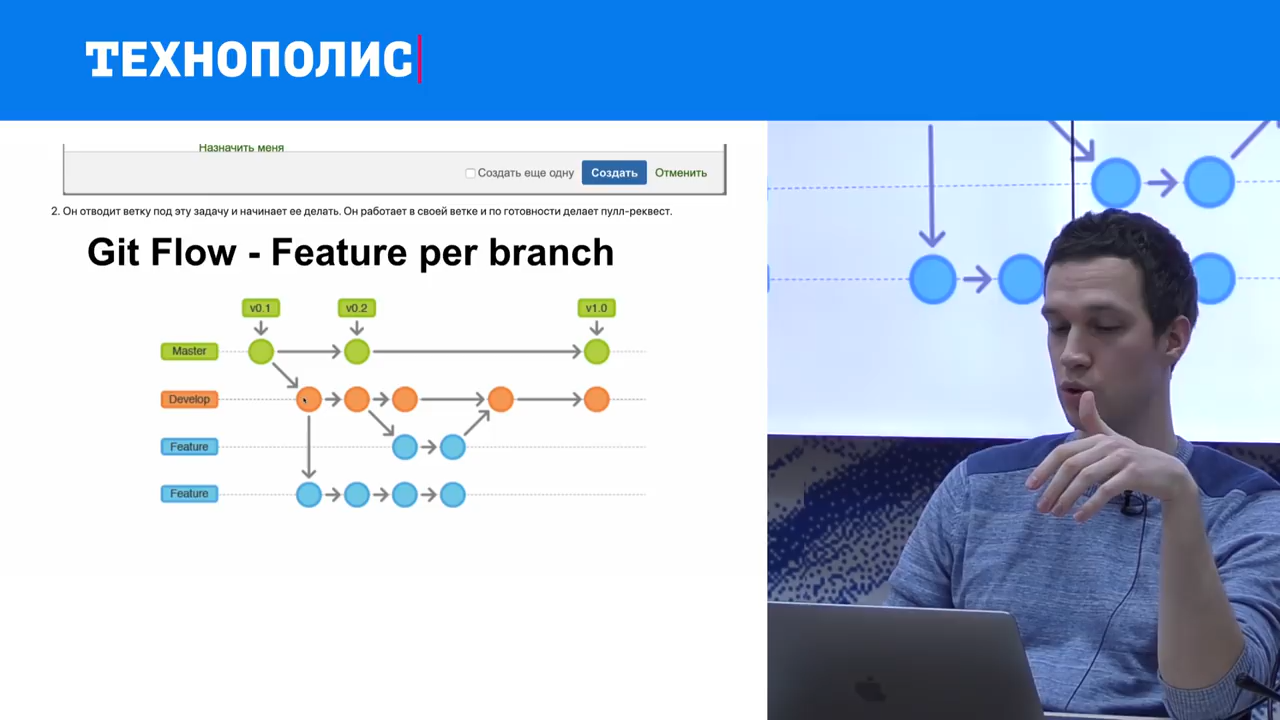 ТЕХНОПОЛИС
Назначить меня
Создать еще одну
Создать
Отменить
2. Он отводит ветку под эту задачу и начинает ее делать. Он работает в своей ветке и по готовности делает пулл-реквест.
Git Flow - Feature per branch
v0.1
v0.2
v1.0
Master
Develop
Feature
Feature